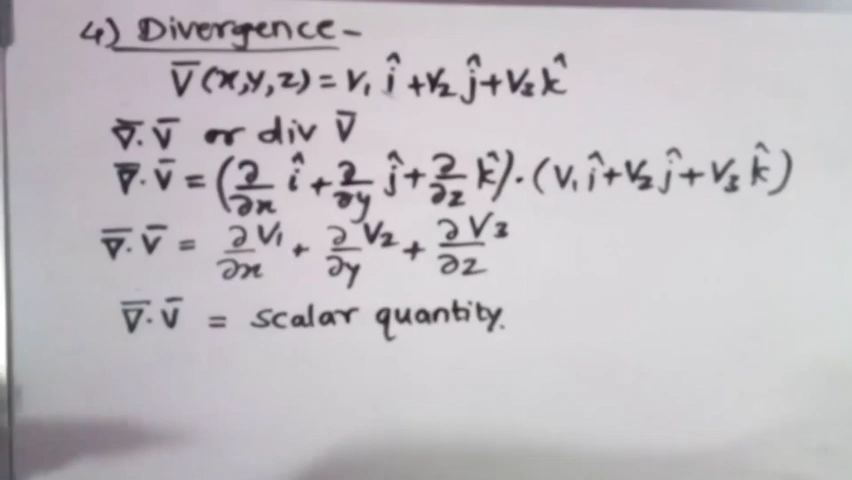 4) Divergence -
V̅ (x,y,z) = V₁ î + V₂ ĵ + V₃ k̂
∇̅. V̅ or div V̅
∇̅. V̅ = (∂/∂x î + ∂/∂y ĵ + ∂/∂z k̂) . (V₁ î + V₂ ĵ + V₃ k̂)
∇̅. V̅ = ∂V₁/∂x + ∂V₂/∂y + ∂V₃/∂z
∇̅. V̅ = scalar quantity.